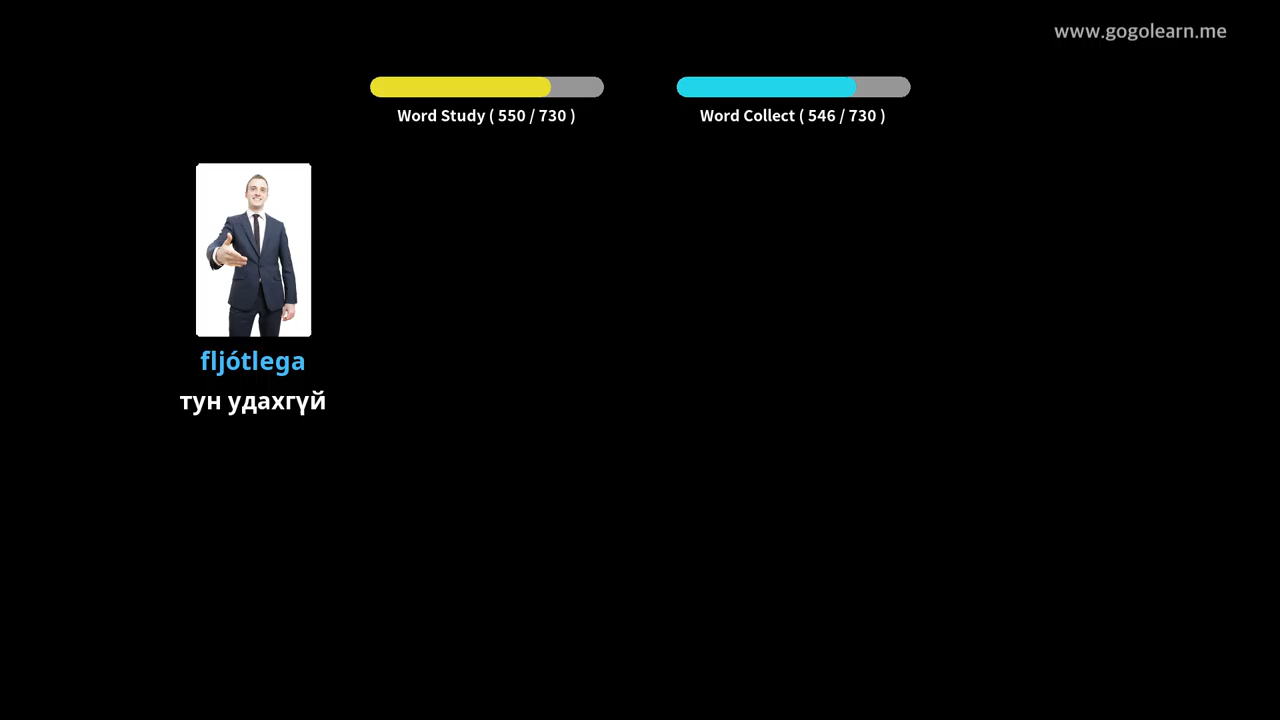 www.gogolearn.me
Word Study ( 550 / 730 )
Word Collect ( 546 / 730 )
fljótlega
тун удахгүй